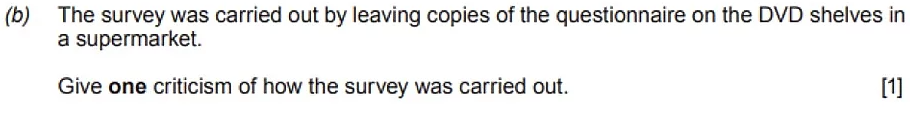 (b) The survey was carried out by leaving copies of the questionnaire on the DVD shelves in
a supermarket.
Give one criticism of how the survey was carried out. [1]